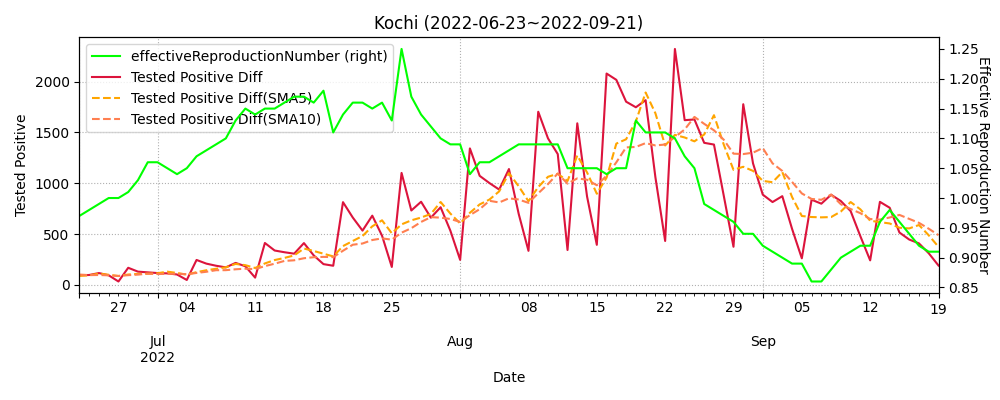 Kochi (2022-06-23~2022-09-21)
effectiveReproductionNumber (right)
Tested Positive Diff
Tested Positive Diff(SMA5)
Tested Positive Diff(SMA10)
Tested Positive
2000
1500
1000
500
0
1.25
1.20
1.15
1.10
1.05
1.00
0.95
0.90
0.85
Effective Reproduction Number
27 04 11 18 25 08 15 22 29 05 12 19
Jul Aug Sep
2022
Date